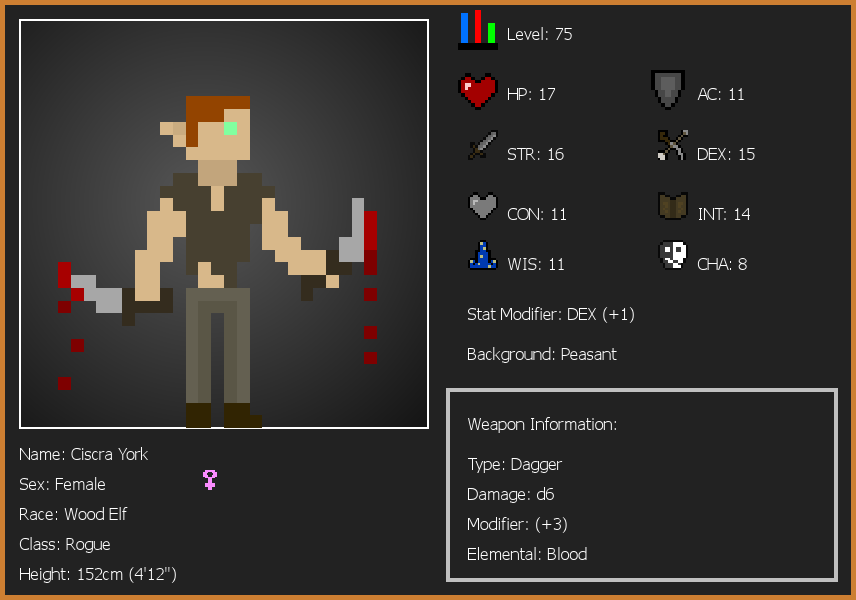 Level: 75
HP: 17
AC: 11
STR: 16
DEX: 15
CON: 11
INT: 14
WIS: 11
CHA: 8
Stat Modifier: DEX (+1)
Background: Peasant
Weapon Information:
Type: Dagger
Damage: d6
Modifier: (+3)
Elemental: Blood
Name: Ciscra York
Sex: Female
Race: Wood Elf
Class: Rogue
Height: 152cm (4'12")